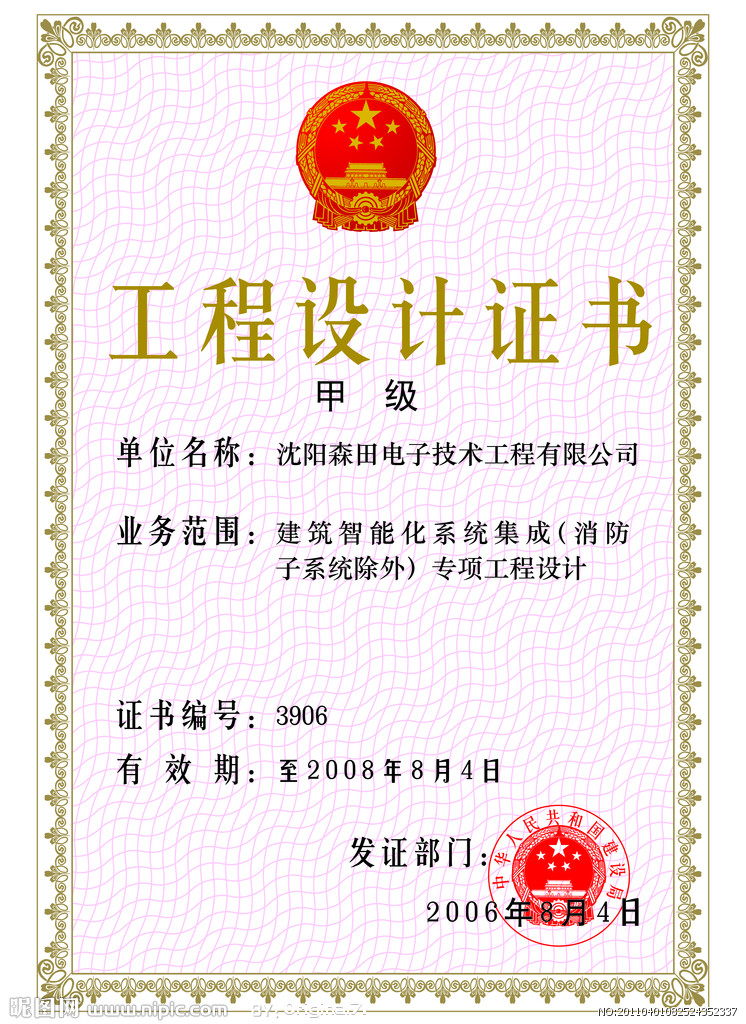 工程设计证书
甲 级
单位名称：沈阳森田电子技术工程有限公司
业务范围：建筑智能化系统集成(消防
子系统除外) 专项工程设计
证书编号：3906
有 效 期：至2008年8月4日
发证部门：
中华人民共和国建设局
2006年8月4日
昵图网 www.nipic.com
NO:20110401082524352337